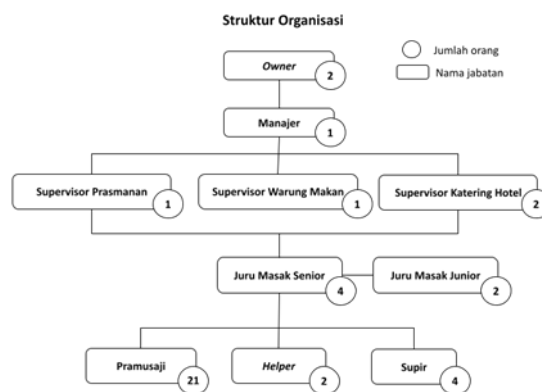 Struktur Organisasi
Jumlah orang
Nama jabatan
Owner
2
Manajer
1
Supervisor Prasmanan
1
Supervisor Warung Makan
1
Supervisor Katering Hotel
2
Juru Masak Senior
4
Juru Masak Junior
2
Pramusaji
21
Helper
2
Supir
4